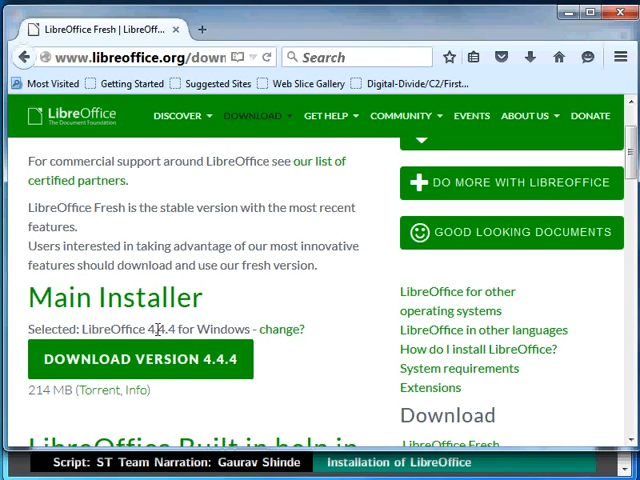 LibreOffice Fresh | LibreOff...
www.libreoffice.org/down
Search
Most Visited
Getting Started
Suggested Sites
Web Slice Gallery
Digital-Divide/C2/First...
LibreOffice
The Document Foundation
DISCOVER
DOWNLOAD
GET HELP
COMMUNITY
EVENTS
ABOUT US
DONATE
For commercial support around LibreOffice see our list of
certified partners.
LibreOffice Fresh is the stable version with the most recent
features.
Users interested in taking advantage of our most innovative
features should download and use our fresh version.
Main Installer
Selected: LibreOffice 4.4.4 for Windows - change?
DOWNLOAD VERSION 4.4.4
214 MB (Torrent, Info)
LibreOffice Built in help in
DO MORE WITH LIBREOFFICE
GOOD LOOKING DOCUMENTS
LibreOffice for other
operating systems
LibreOffice in other languages
How do I install LibreOffice?
System requirements
Extensions
Download
LibreOffice Fresh
Script: ST Team Narration: Gaurav Shinde
Installation of LibreOffice